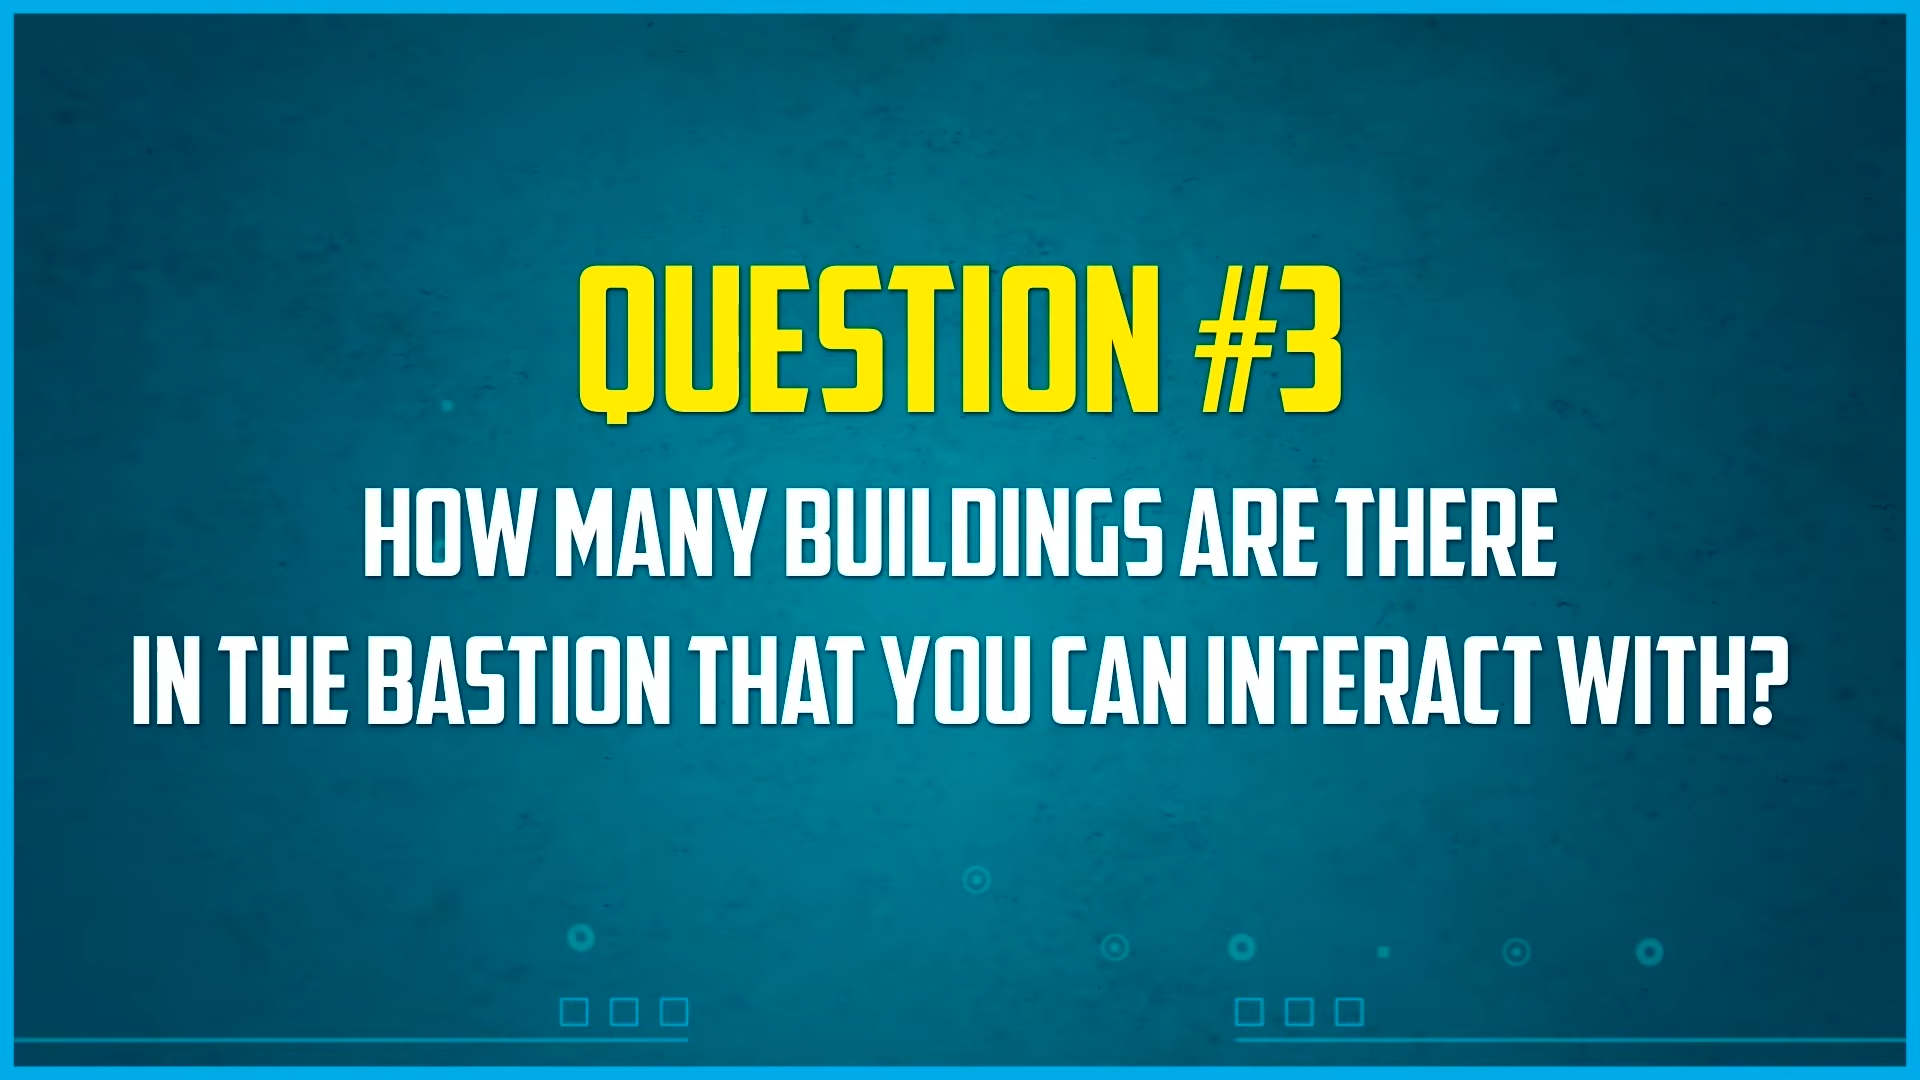 QUESTION #3
HOW MANY BUILDINGS ARE THERE
IN THE BASTION THAT YOU CAN INTERACT WITH?